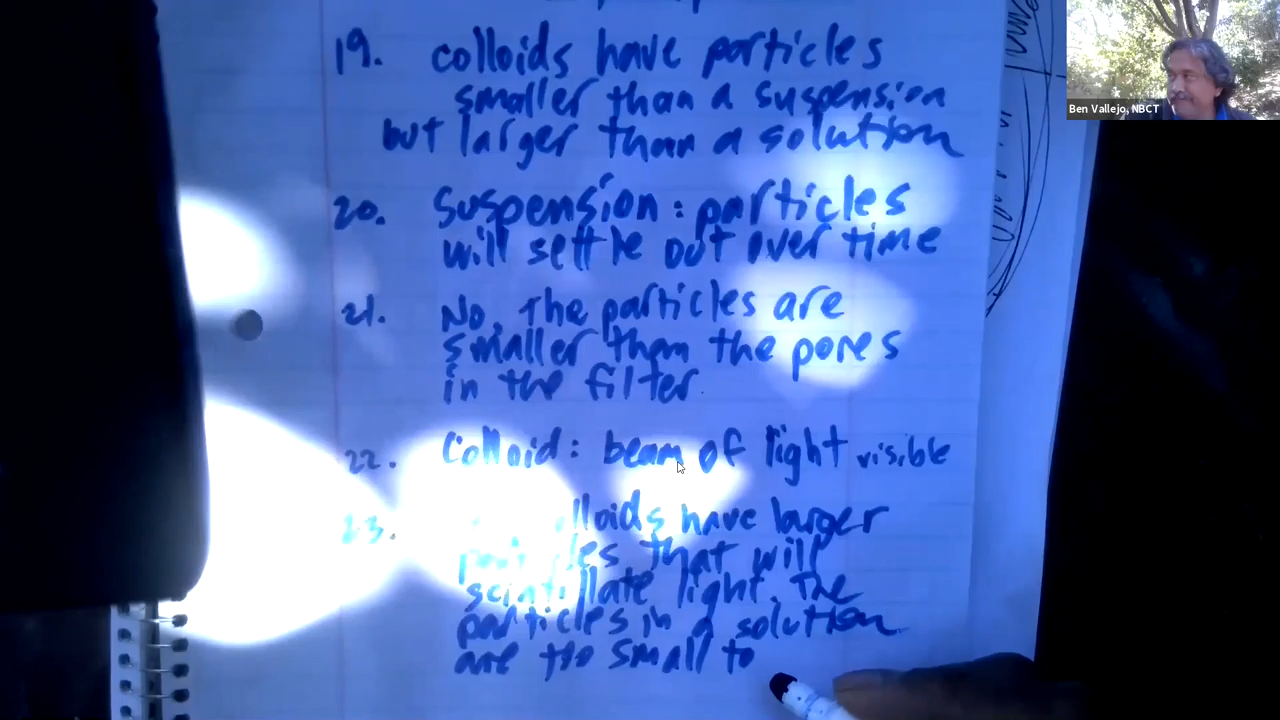 19. colloids have particles
smaller than a suspension
but larger than a solution
20. Suspension: particles
will settle out over time
21. No. The particles are
smaller than the pores
in the filter
22. Colloid: beam of light visible
23. colloids have larger
particles that will
scintillate light. The
particles in a solution
are too small to
Ben Vallejo, NBCT